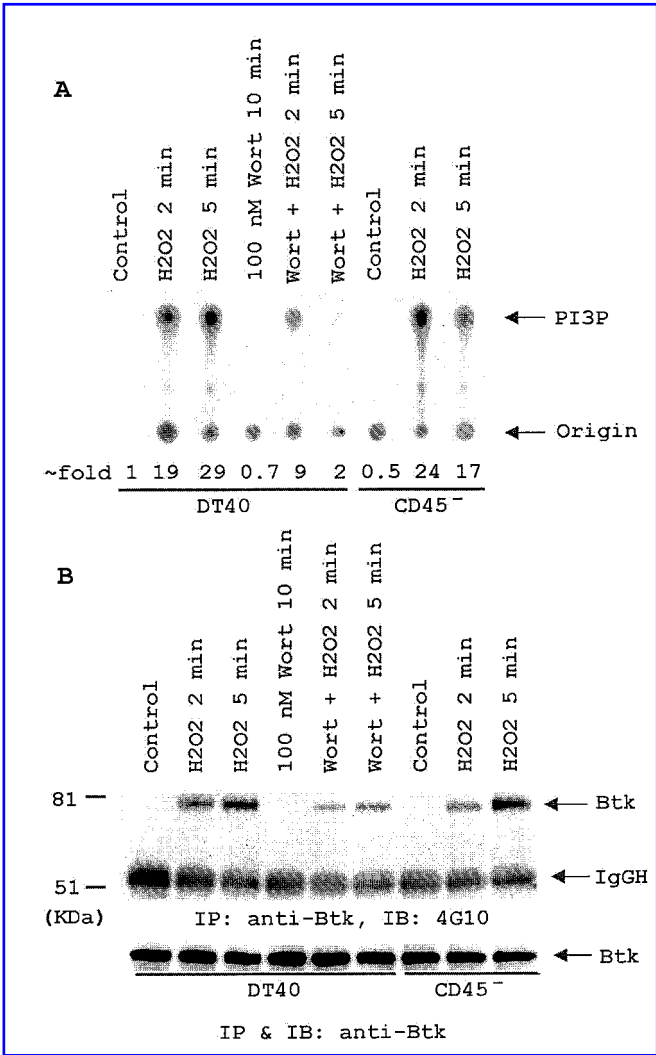 A
Control
H2O2 2 min
H2O2 5 min
100 nM Wort 10 min
Wort + H2O2 2 min
Wort + H2O2 5 min
Control
H2O2 2 min
H2O2 5 min
PI3P
Origin
~fold 1 19 29 0.7 9 2 0.5 24 17
DT40 CD45⁻
B
Control
H2O2 2 min
H2O2 5 min
100 nM Wort 10 min
Wort + H2O2 2 min
Wort + H2O2 5 min
Control
H2O2 2 min
H2O2 5 min
81 Btk
51 IgGH
(KDa) IP: anti-Btk, IB: 4G10
Btk
DT40 CD45⁻
IP & IB: anti-Btk